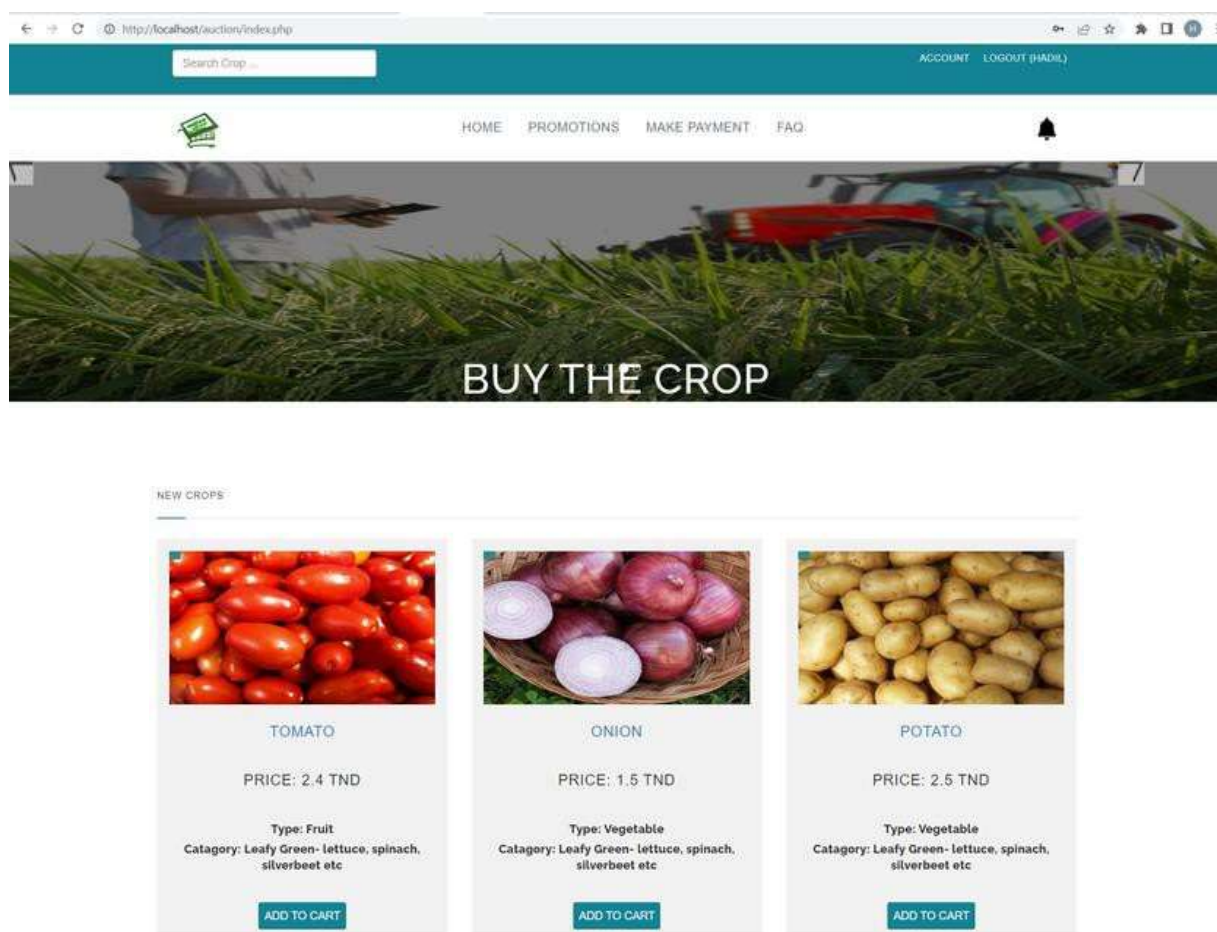 http://localhost/auction/index.php
H
Search Crop ...
ACCOUNT LOGOUT (HADIL)
HOME PROMOTIONS MAKE PAYMENT FAQ
BUY THE CROP
NEW CROPS
TOMATO
PRICE: 2.4 TND
Type: Fruit
Catagory: Leafy Green- lettuce, spinach,
silverbeet etc
ADD TO CART
ONION
PRICE: 1.5 TND
Type: Vegetable
Catagory: Leafy Green- lettuce, spinach,
silverbeet etc
ADD TO CART
POTATO
PRICE: 2.5 TND
Type: Vegetable
Catagory: Leafy Green- lettuce, spinach,
silverbeet etc
ADD TO CART